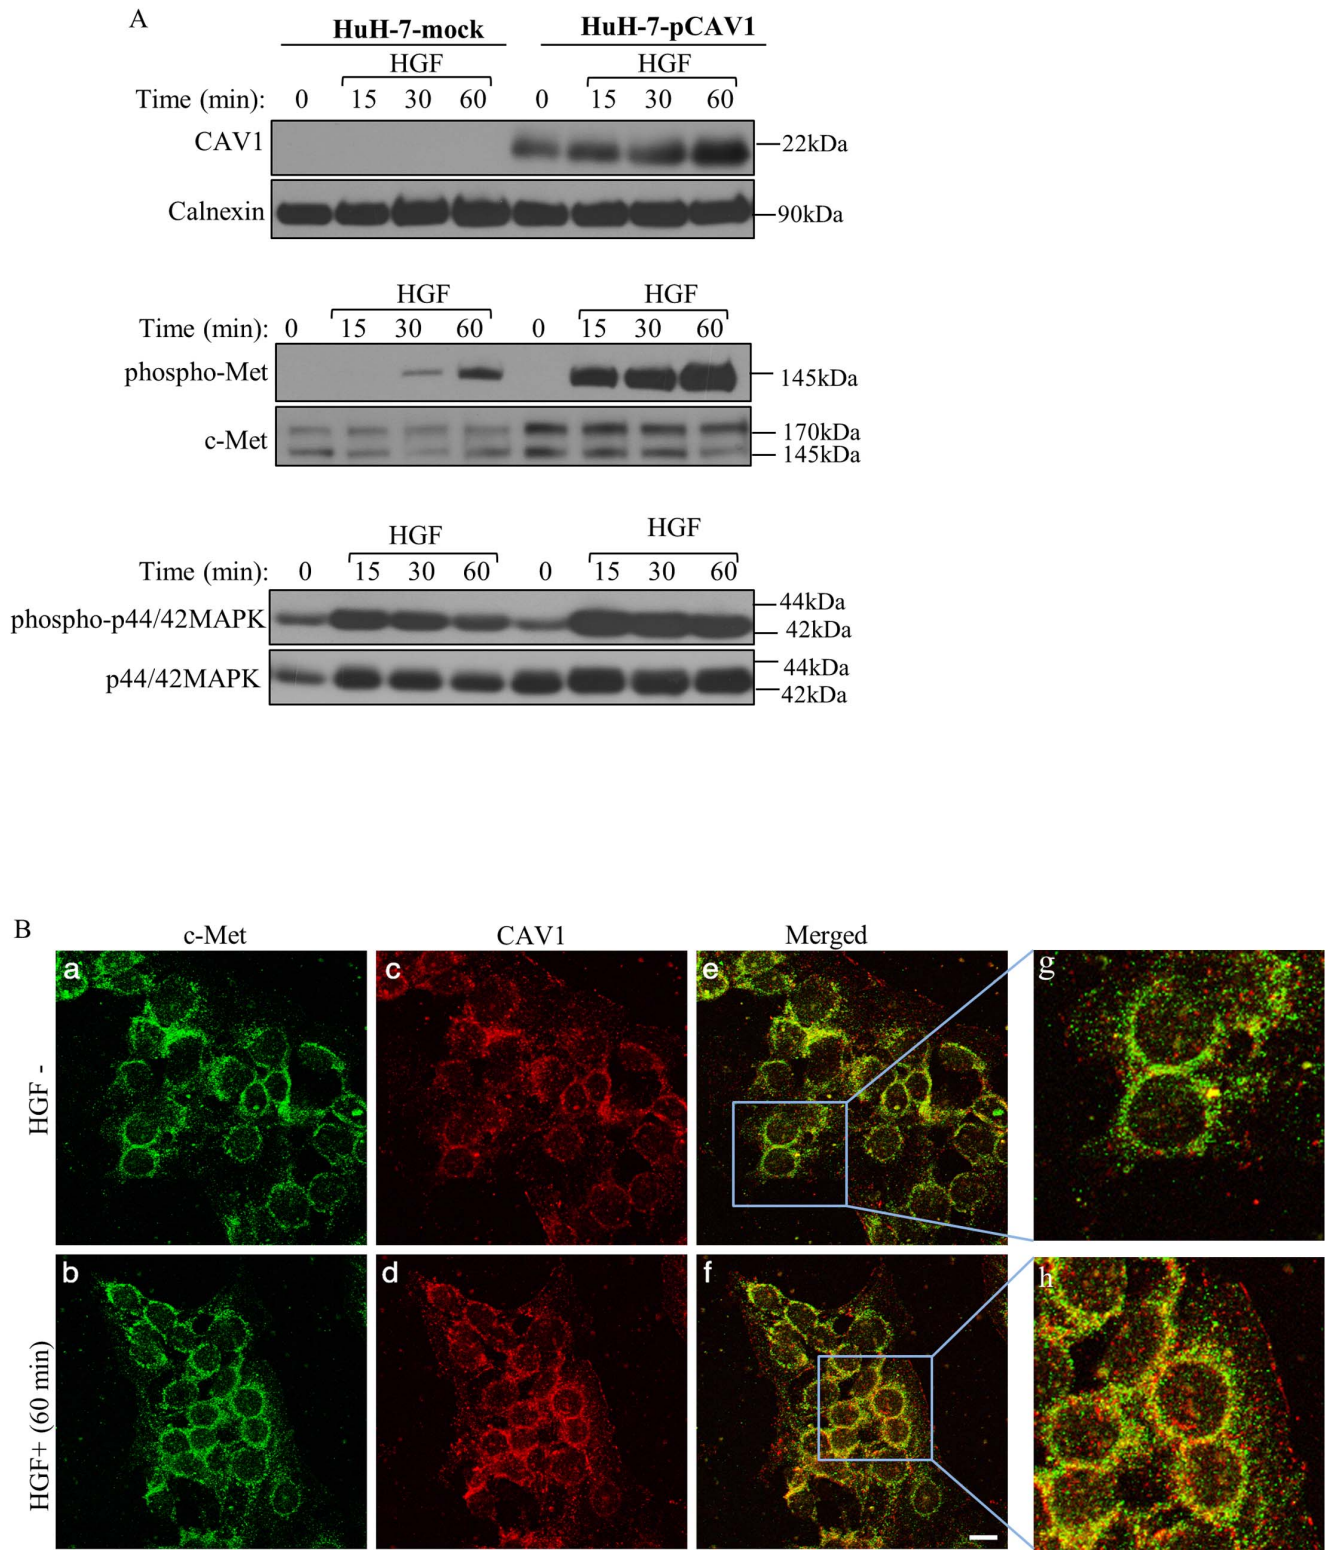 A
HuH-7-mock HuH-7-pCAV1
HGF HGF
Time (min): 0 15 30 60 0 15 30 60
CAV1 22kDa
Calnexin 90kDa
HGF HGF
Time (min): 0 15 30 60 0 15 30 60
phospho-Met 145kDa
c-Met 170kDa
145kDa
HGF HGF
Time (min): 0 15 30 60 0 15 30 60
phospho-p44/42MAPK 44kDa
42kDa
p44/42MAPK 44kDa
42kDa
B
c-Met CAV1 Merged
HGF -
a c e g
HGF+ (60 min)
b d f h